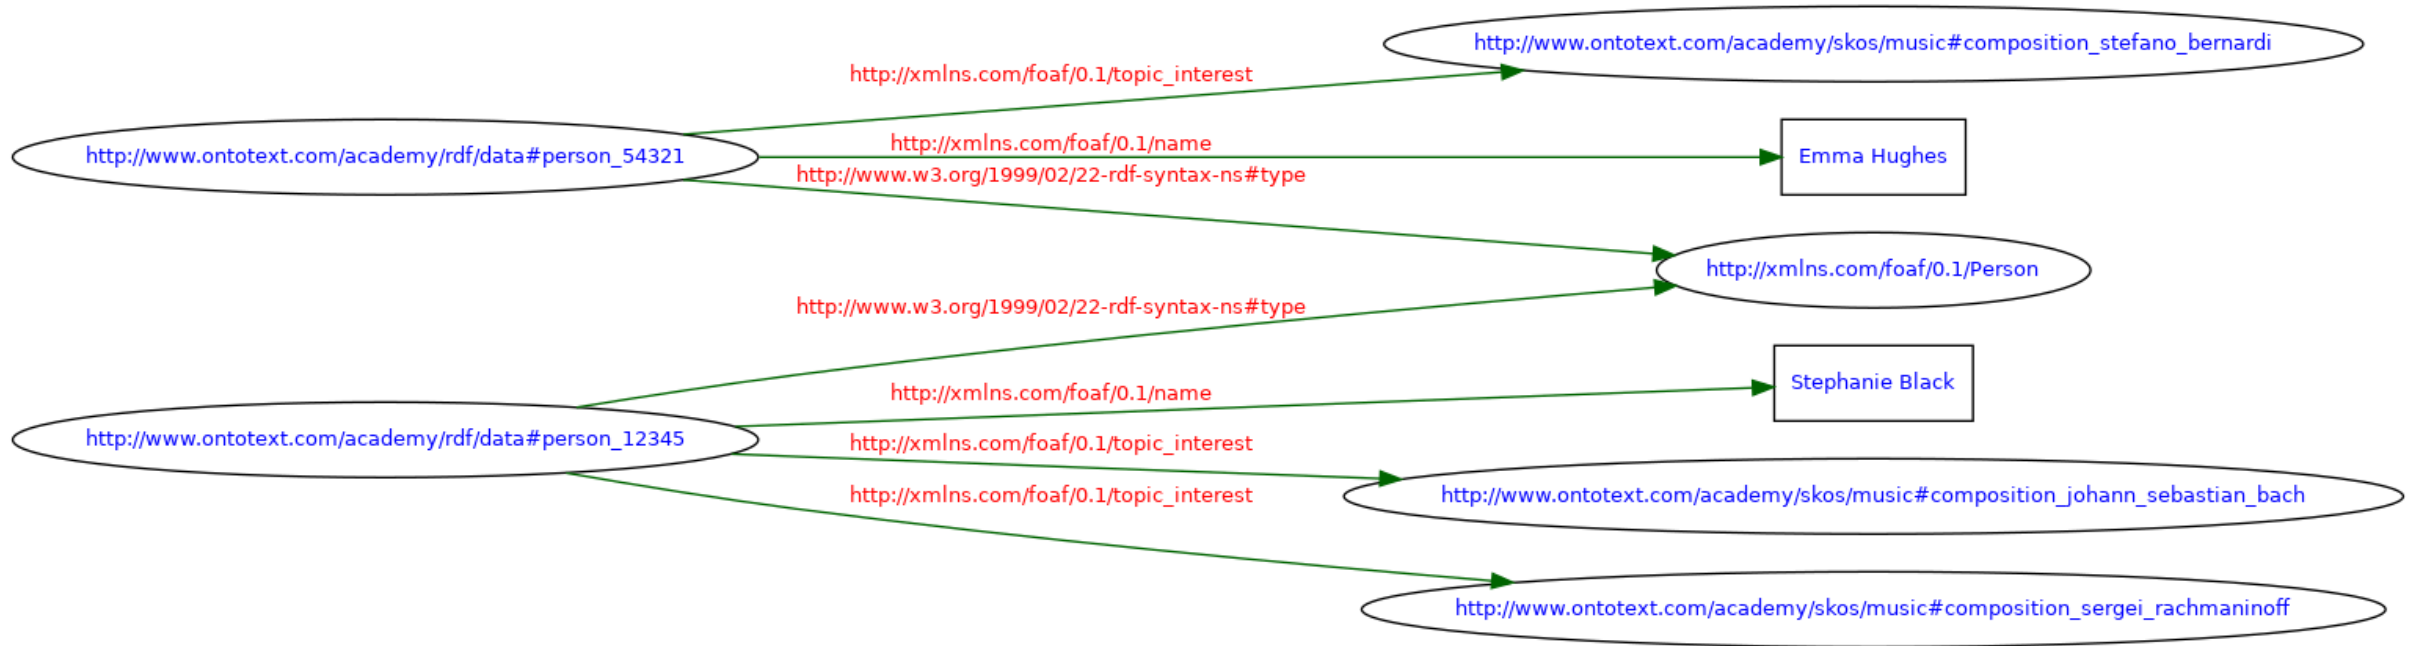 http://www.ontotext.com/academy/skos/music#composition_stefano_bernardi
http://xmlns.com/foaf/0.1/topic_interest
http://xmlns.com/foaf/0.1/name
http://www.ontotext.com/academy/rdf/data#person_54321
Emma Hughes
http://www.w3.org/1999/02/22-rdf-syntax-ns#type
http://xmlns.com/foaf/0.1/Person
http://www.w3.org/1999/02/22-rdf-syntax-ns#type
Stephanie Black
http://xmlns.com/foaf/0.1/name
http://www.ontotext.com/academy/rdf/data#person_12345
http://xmlns.com/foaf/0.1/topic_interest
http://xmlns.com/foaf/0.1/topic_interest
http://www.ontotext.com/academy/skos/music#composition_johann_sebastian_bach
http://www.ontotext.com/academy/skos/music#composition_sergei_rachmaninoff